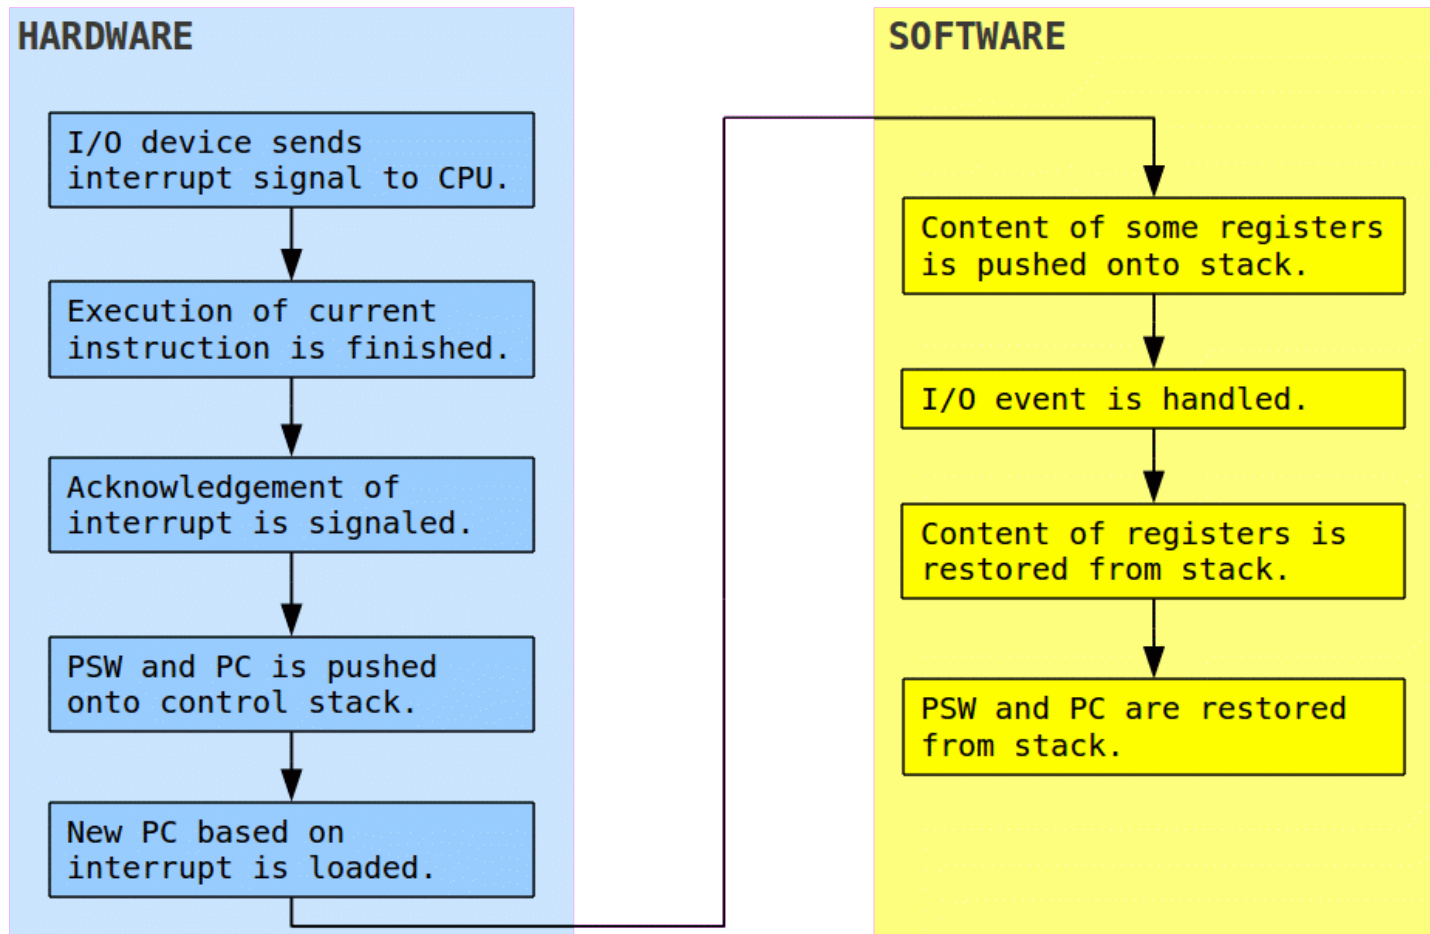 HARDWARE
I/O device sends
interrupt signal to CPU.
Execution of current
instruction is finished.
Acknowledgement of
interrupt is signaled.
PSW and PC is pushed
onto control stack.
New PC based on
interrupt is loaded.
SOFTWARE
Content of some registers
is pushed onto stack.
I/O event is handled.
Content of registers is
restored from stack.
PSW and PC are restored
from stack.